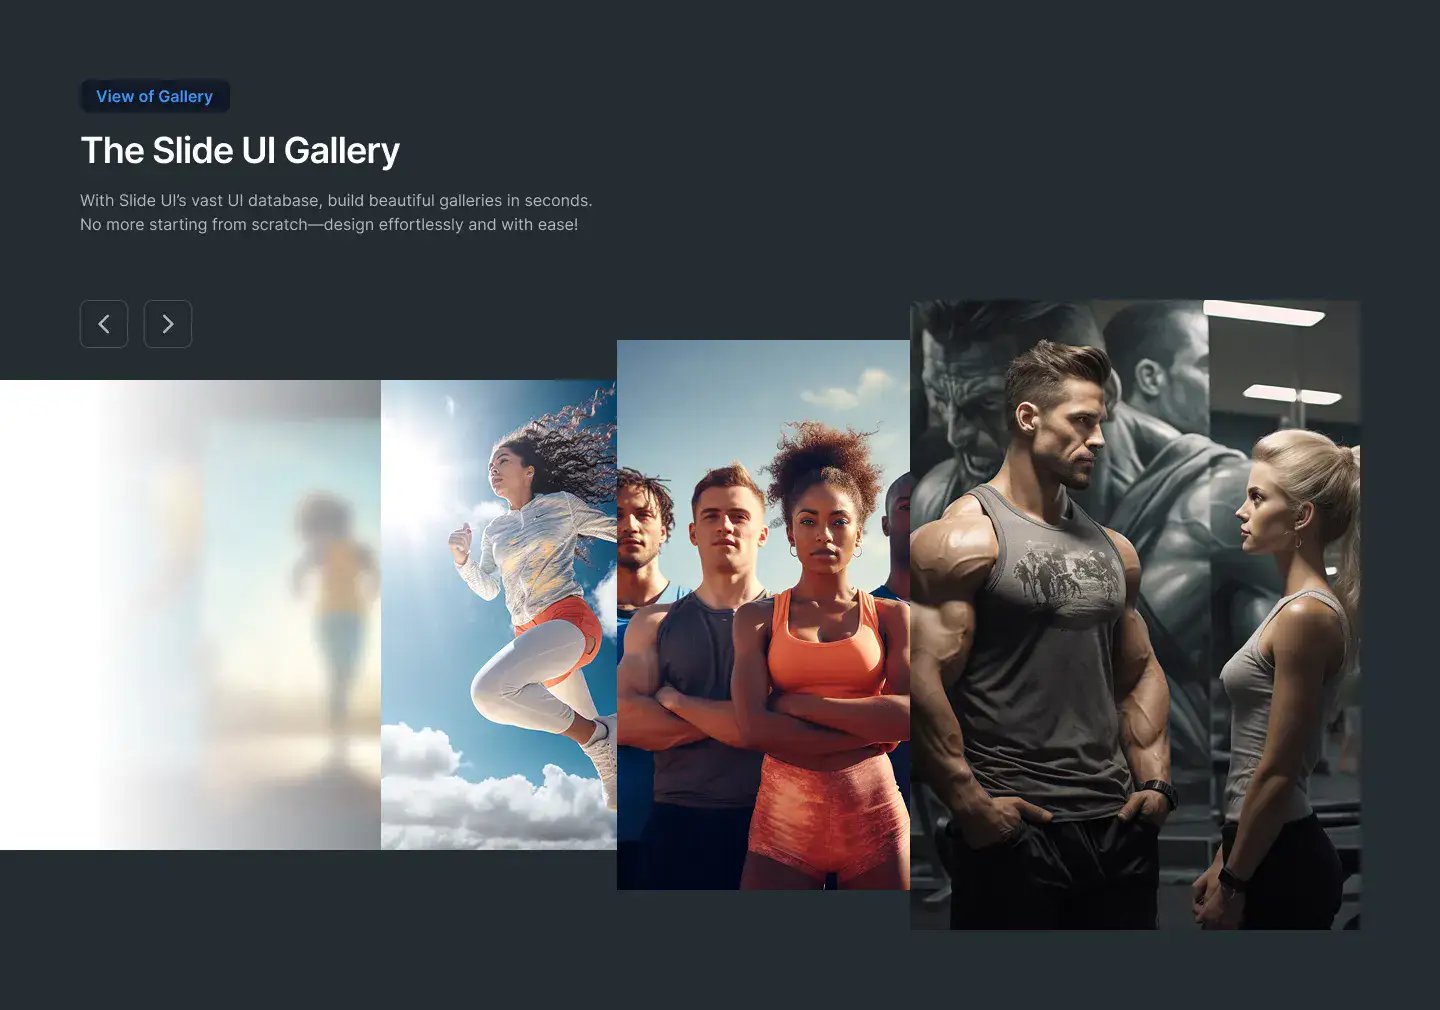 View of Gallery
The Slide UI Gallery
With Slide UI’s vast UI database, build beautiful galleries in seconds.
No more starting from scratch—design effortlessly and with ease!